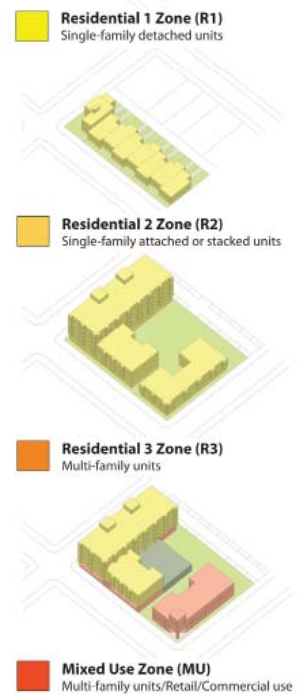 Residential 1 Zone (R1)
Single-family detached units
Residential 2 Zone (R2)
Single-family attached or stacked units
Residential 3 Zone (R3)
Multi-family units
Mixed Use Zone (MU)
Multi-family units/Retail/Commercial use